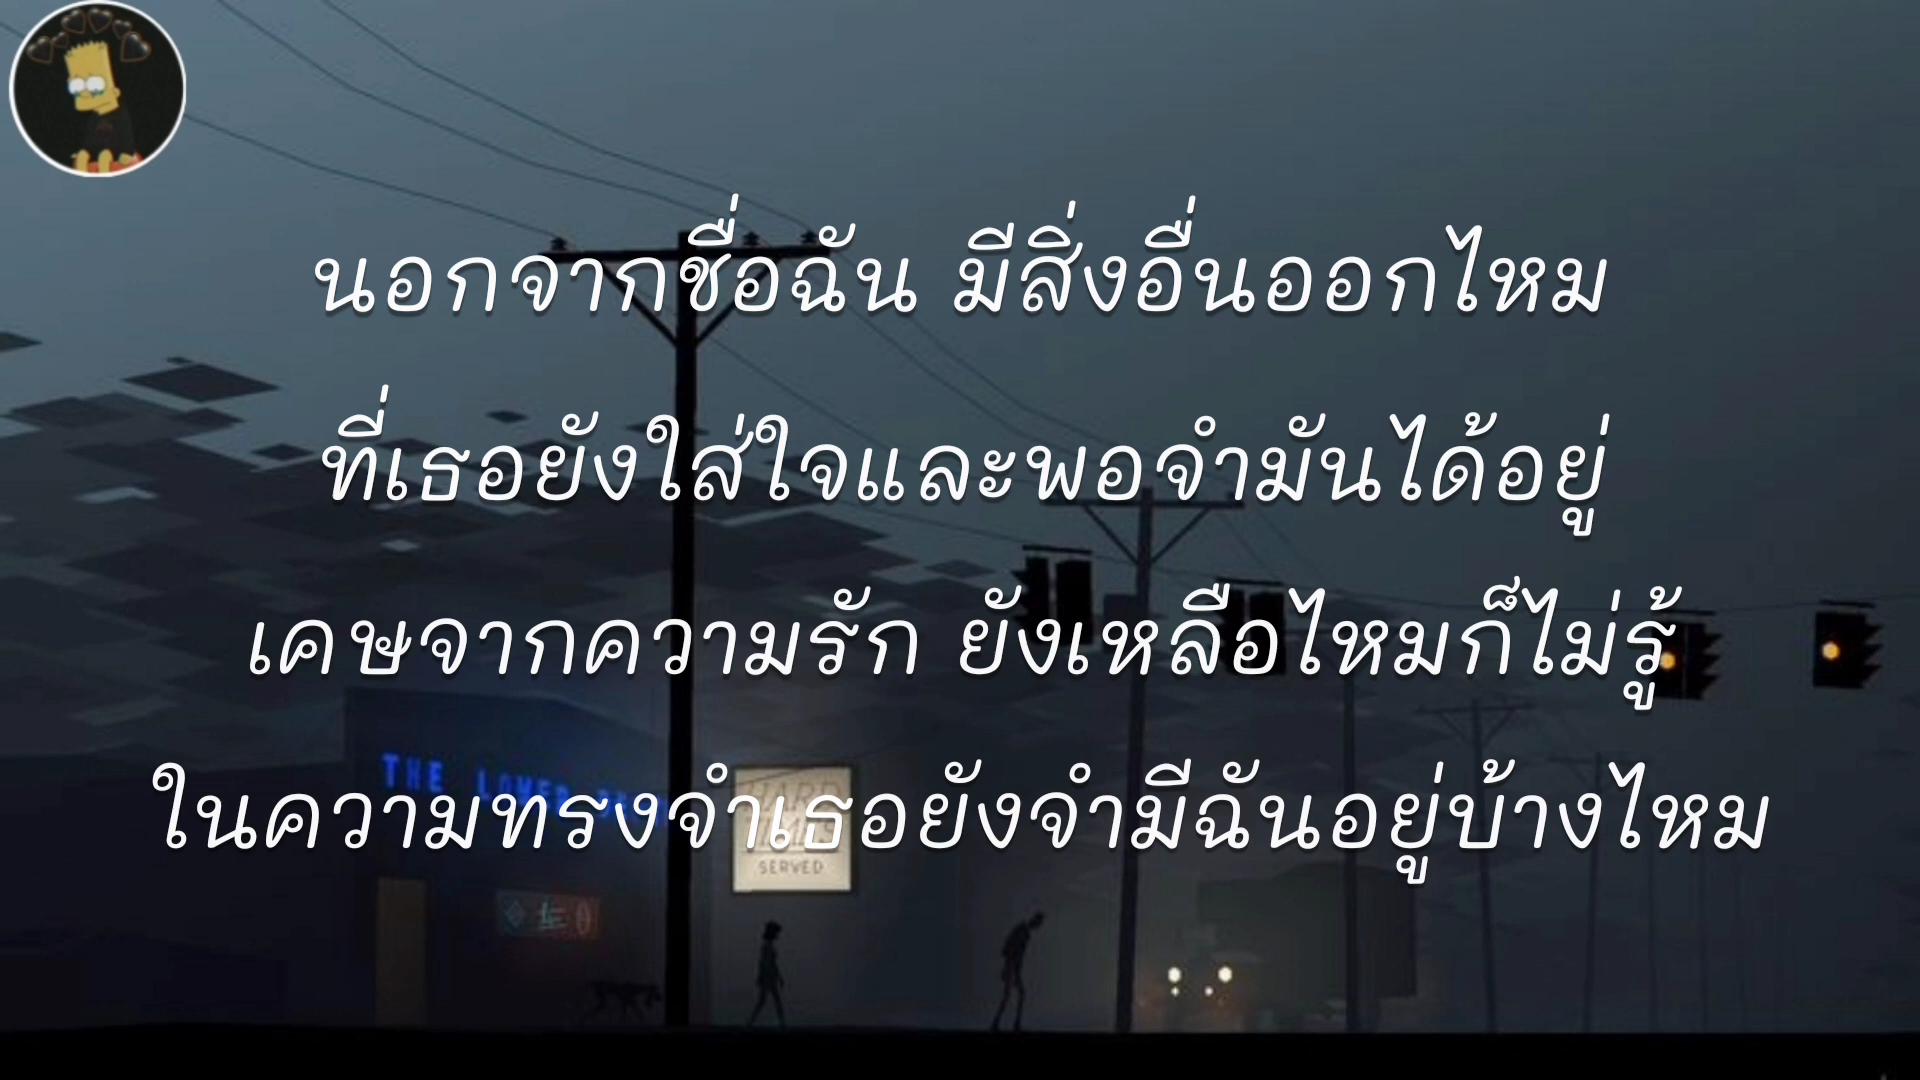 นอกจากชื่อฉัน มีสิ่งอื่นออกไหม
ที่เธอยังใส่ใจและพอจำมันได้อยู่
เคษจากความรัก ยังเหลือไหมก็ไม่รู้
ในความทรงจำเธอยังจำมีฉันอยู่บ้างไหม
THE
SERVED